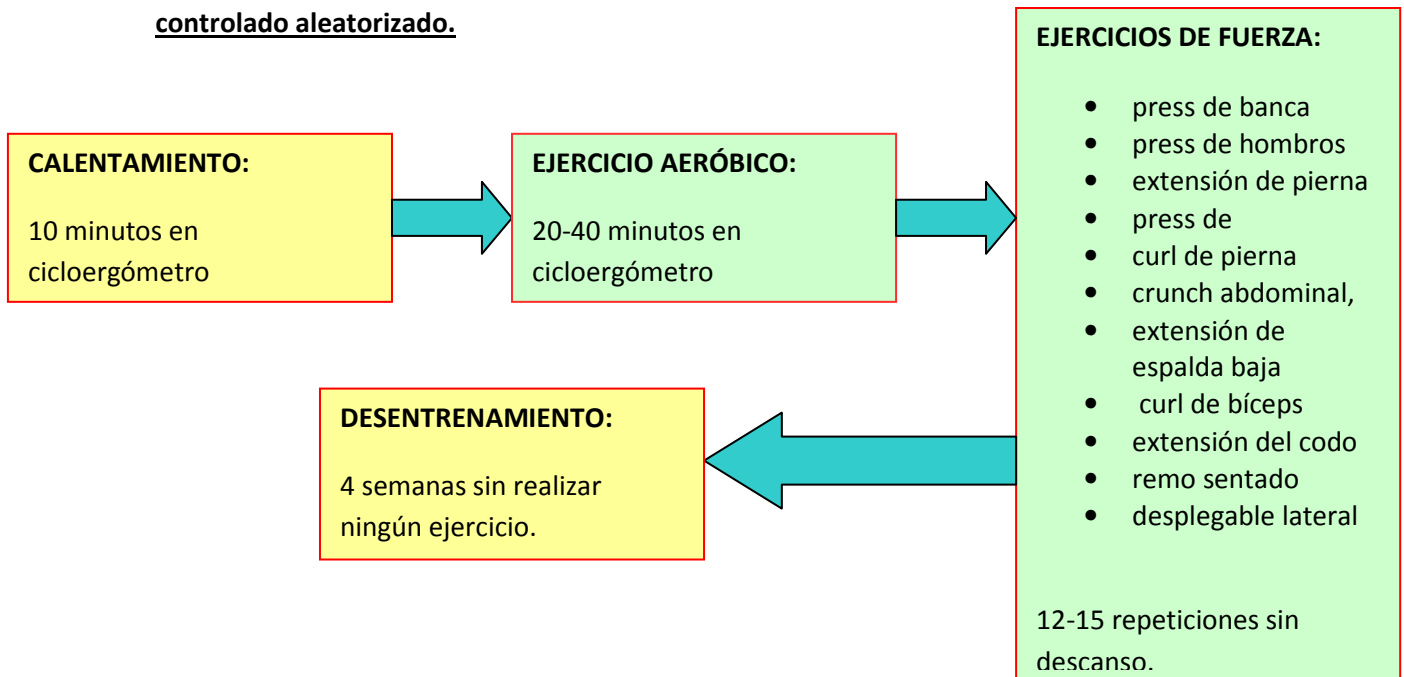 controlado aleatorizado.
CALENTAMIENTO:
10 minutos en
cicloergómetro
EJERCICIO AERÓBICO:
20-40 minutos en
cicloergómetro
EJERCICIOS DE FUERZA:
• press de banca
• press de hombros
• extensión de pierna
• press de
• curl de pierna
• crunch abdominal,
• extensión de
espalda baja
• curl de bíceps
• extensión del codo
• remo sentado
• desplegable lateral
12-15 repeticiones sin
descanso.
DESENTRENAMIENTO:
4 semanas sin realizar
ningún ejercicio.